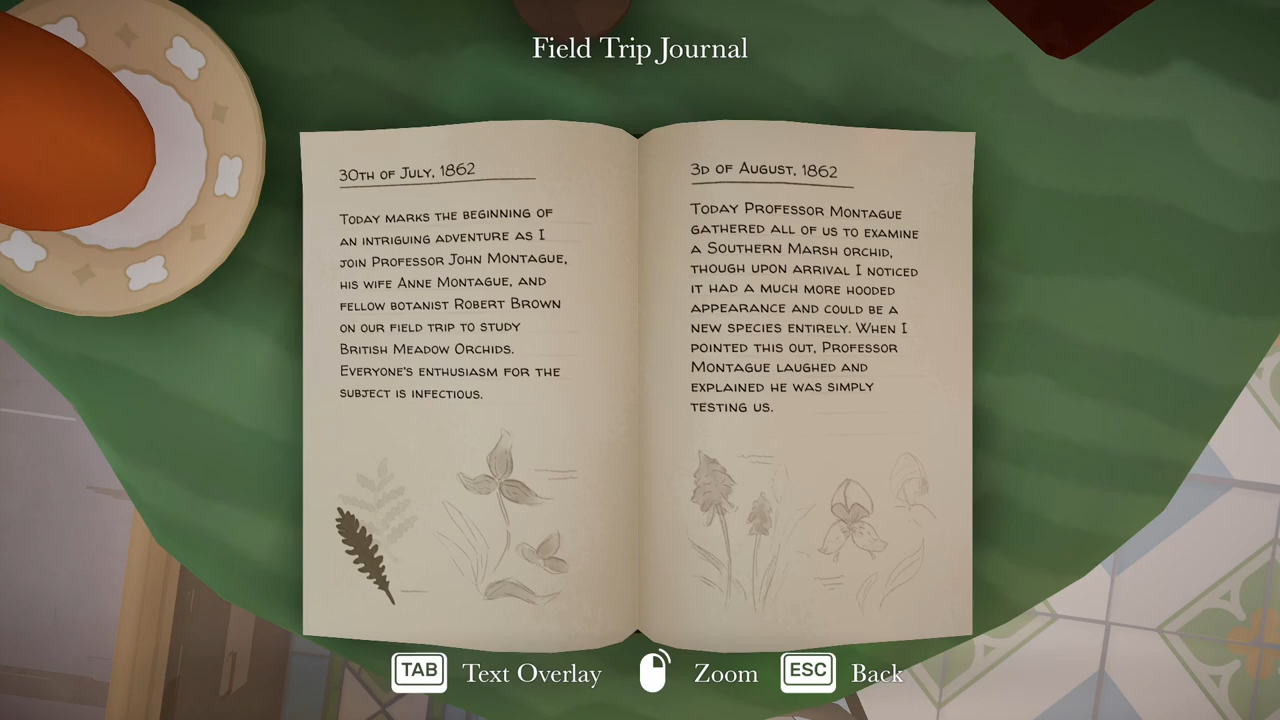 Field Trip Journal
30TH OF JULY, 1862
TODAY MARKS THE BEGINNING OF
AN INTRIGUING ADVENTURE AS I
JOIN PROFESSOR JOHN MONTAGUE,
HIS WIFE ANNE MONTAGUE, AND
FELLOW BOTANIST ROBERT BROWN
ON OUR FIELD TRIP TO STUDY
BRITISH MEADOW ORCHIDS.
EVERYONE'S ENTHUSIASM FOR THE
SUBJECT IS INFECTIOUS.
3D OF AUGUST, 1862
TODAY PROFESSOR MONTAGUE
GATHERED ALL OF US TO EXAMINE
A SOUTHERN MARSH ORCHID,
THOUGH UPON ARRIVAL I NOTICED
IT HAD A MUCH MORE HOODED
APPEARANCE AND COULD BE A
NEW SPECIES ENTIRELY. WHEN I
POINTED THIS OUT, PROFESSOR
MONTAGUE LAUGHED AND
EXPLAINED HE WAS SIMPLY
TESTING US.
TAB Text Overlay Zoom ESC Back